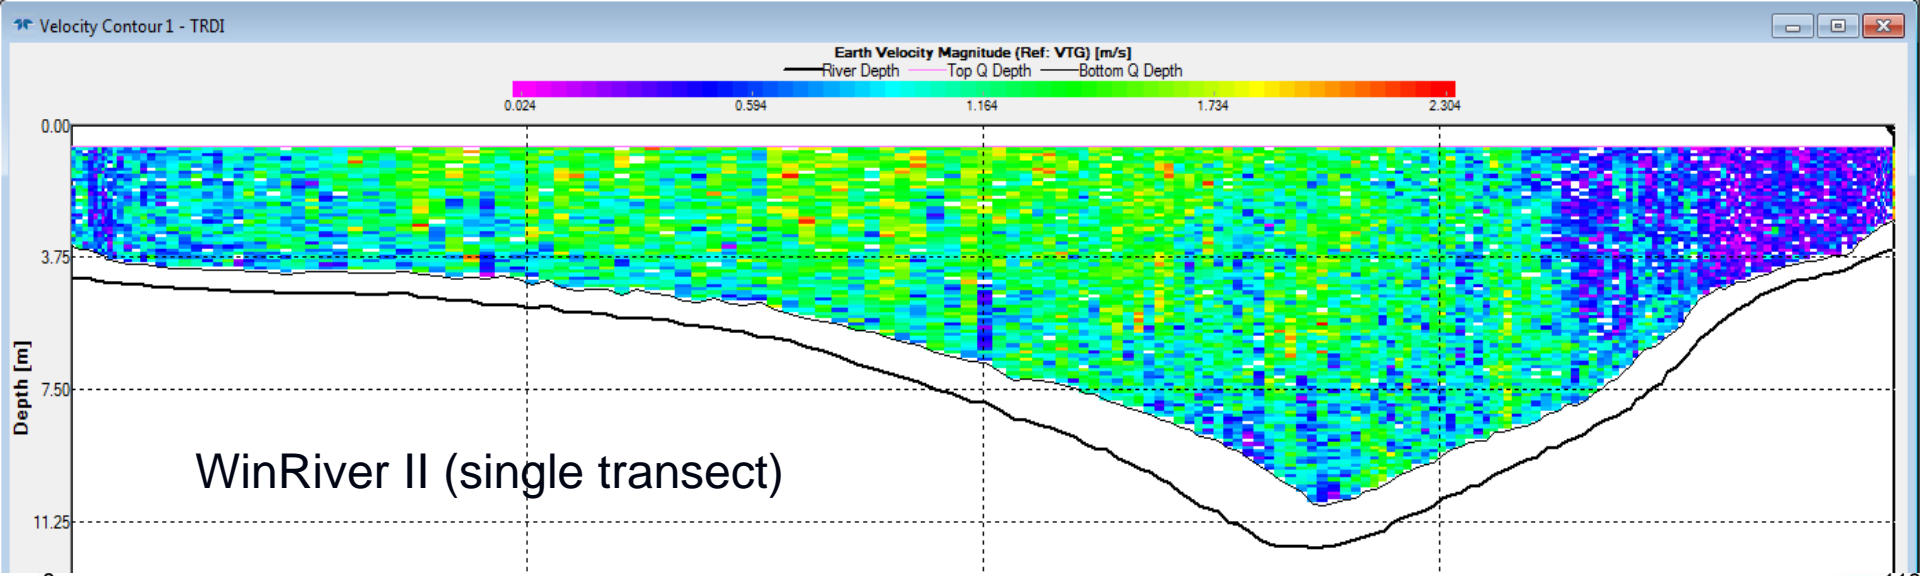 Velocity Contour 1 - TRDI
Earth Velocity Magnitude (Ref: VTG) [m/s]
River Depth Top Q Depth Bottom Q Depth
0.024 0.594 1.164 1.734 2.304
0.00
3.75
7.50
11.25
Depth [m]
WinRiver II (single transect)